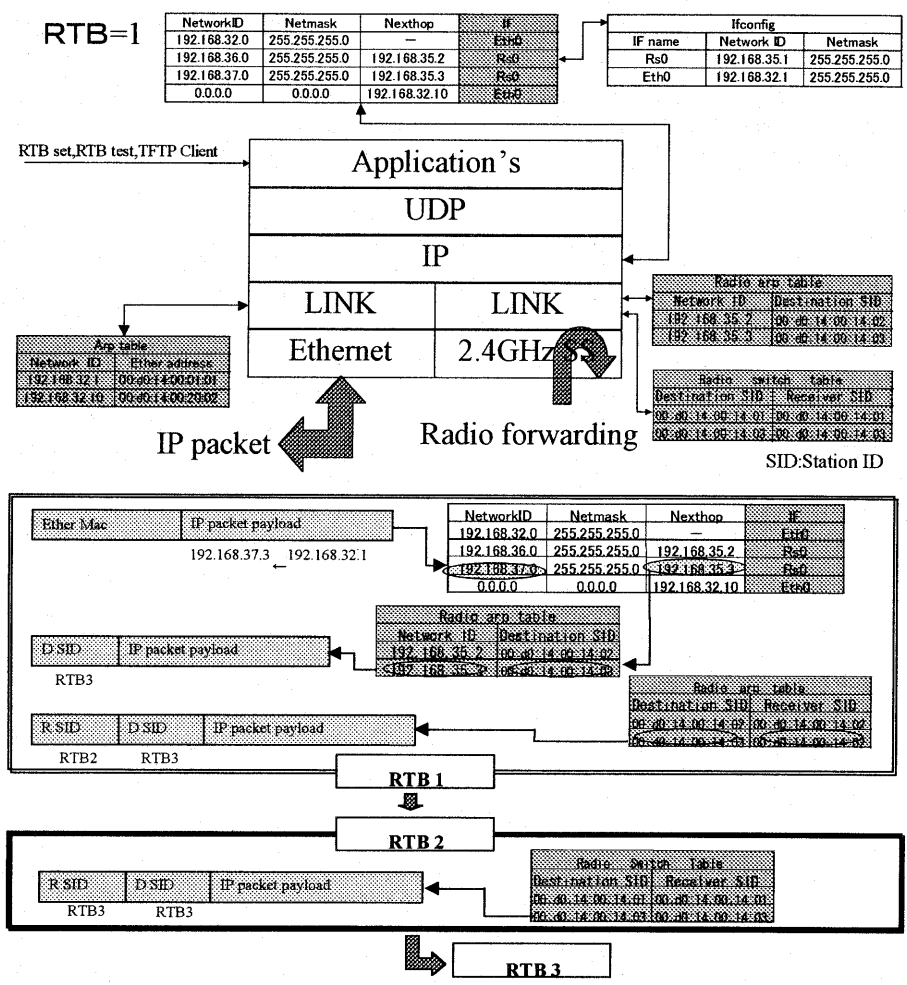 RTB=1
NetworkID Netmask Nexthop IF
192.168.32.0 255.255.255.0 — Eth0
192.168.36.0 255.255.255.0 192.168.35.2 Rs0
192.168.37.0 255.255.255.0 192.168.35.3 Rs0
0.0.0.0 0.0.0.0 192.168.32.10 Eth0
Ifconfig
IF name Network ID Netmask
Rs0 192.168.35.1 255.255.255.0
Eth0 192.168.32.1 255.255.255.0
RTB set,RTB test,TFTP Client
Application's
UDP
IP
LINK LINK
Ethernet 2.4GHz SS
Radio arp table
Network ID Destination SID
192 168 35 2 00 d0 14 00 14 02
192 168 35 3 00 d0 14 00 14 03
Arp table
Network ID Ether address
192.168.32.1 00:d0:14:00:01:01
192.168.32.10 00:d0:14:00:20:02
Radio switch table
Destination SID Receiver SID
00 d0 14 00 14 01 00 d0 14 00 14 01
00 d0 14 00 14 03 00 d0 14 00 14 03
IP packet
Radio forwarding
SID:Station ID
Ether Mac IP packet payload
192.168.37.3 ← 192.168.32.1
NetworkID Netmask Nexthop IF
192.168.32.0 255.255.255.0 — Eth0
192.168.36.0 255.255.255.0 192.168.35.2 Rs0
192.168.37.0 255.255.255.0 192.168.35.3 Rs0
0.0.0.0 0.0.0.0 192.168.32.10 Eth0
Radio arp table
Network ID Destination SID
192 168 35 2 00 d0 14 00 14 02
192 168 35 3 00 d0 14 00 14 03
D SID IP packet payload
RTB3
Radio arp table
Destination SID Receiver SID
00 d0 14 00 14 02 00 d0 14 00 14 02
00 d0 14 00 14 03 00 d0 14 00 14 02
R SID D SID IP packet payload
RTB2 RTB3
RTB 1
RTB 2
Radio Switch Table
Destination SID Receiver SID
00 d0 14 00 14 01 00 d0 14 00 14 01
00 d0 14 00 14 03 00 d0 14 00 14 03
R SID D SID IP packet payload
RTB3 RTB3
RTB 3